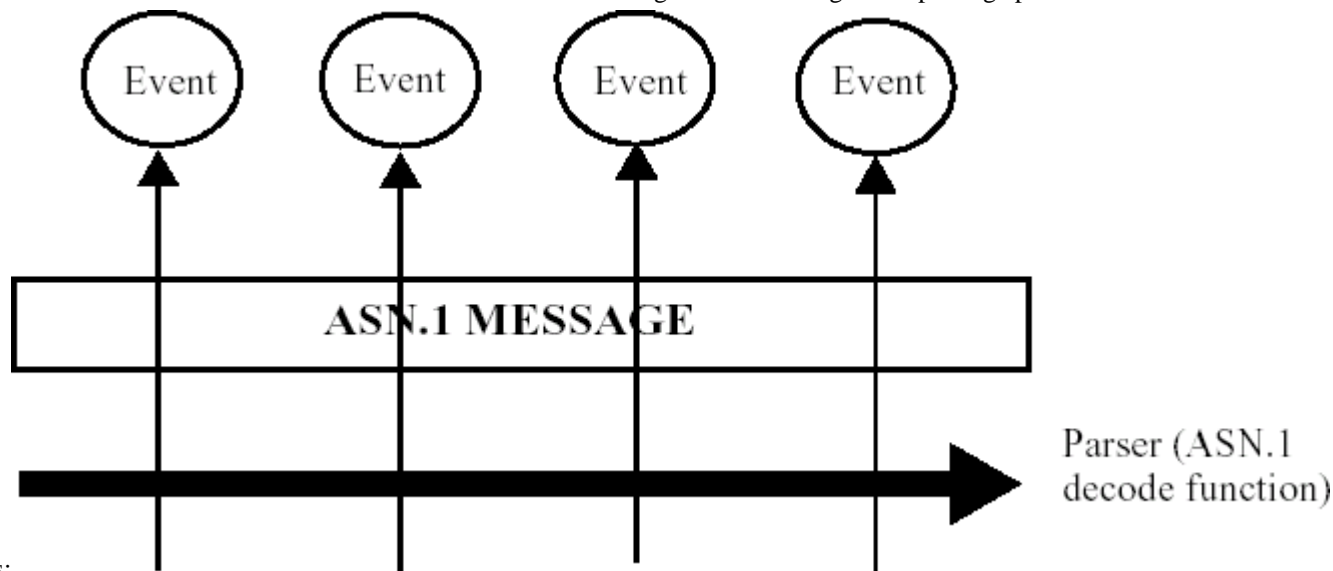 Event Event Event Event
ASN.1 MESSAGE
Parser (ASN.1
decode function)